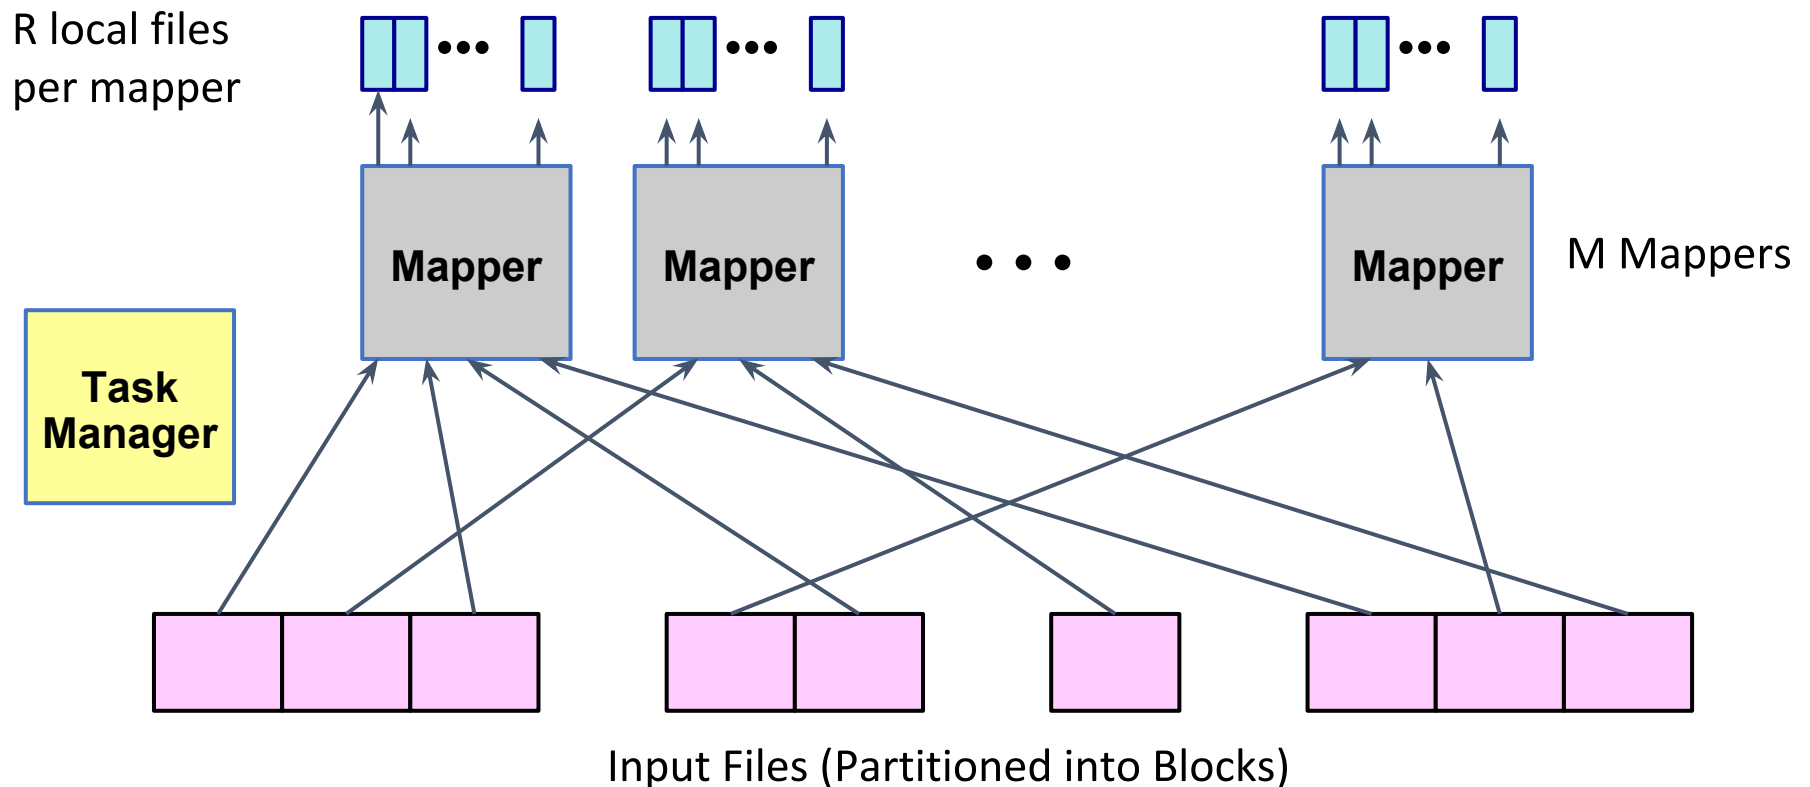 R local files
per mapper
Mapper
Mapper
Mapper
M Mappers
Task
Manager
Input Files (Partitioned into Blocks)